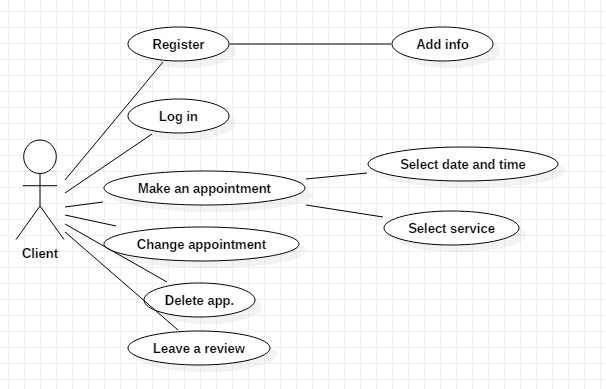 Register
Add info
Log in
Select date and time
Make an appointment
Select service
Change appointment
Client
Delete app.
Leave a review